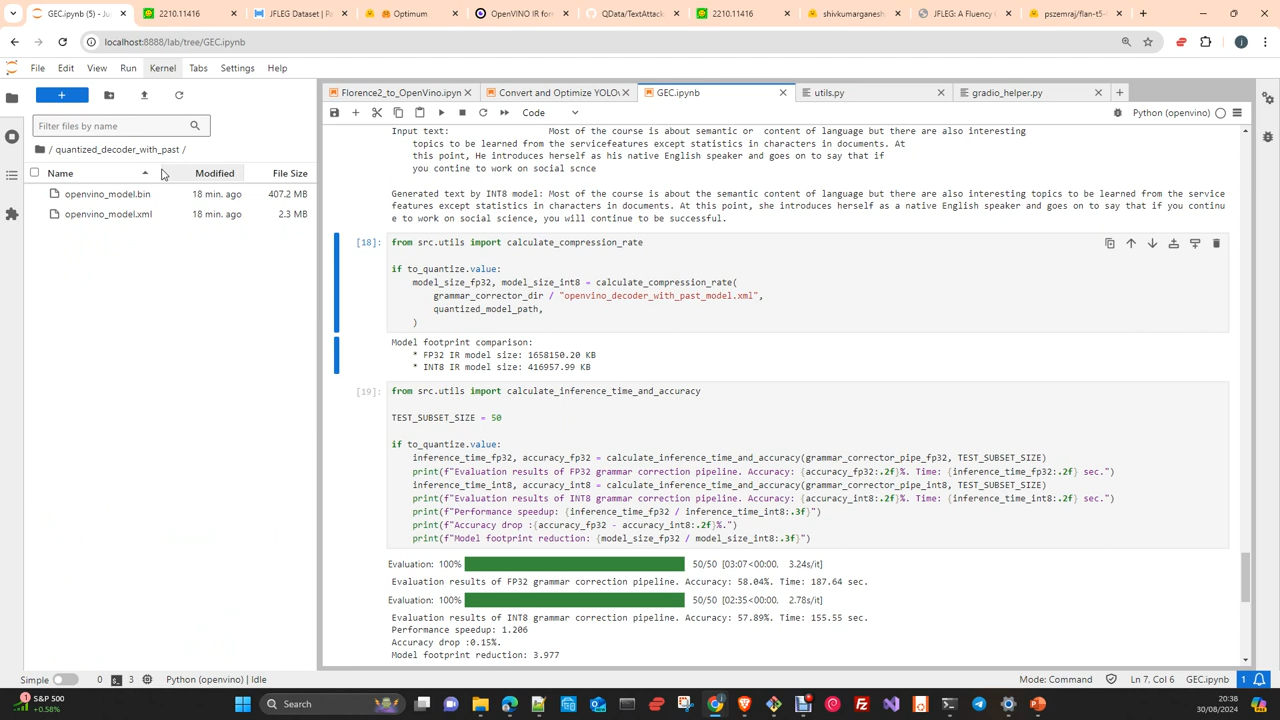 GEC.ipynb (5) - J
2210.11416
JFLEG Dataset | Pa
Optimum
OpenVINO IR for
QData/TextAttack
2210.11416
shivkumarganesh
JFLEG: A Fluency C
pszemraj/flan-t5-
localhost:8888/lab/tree/GEC.ipynb
File Edit View Run Kernel Tabs Settings Help
Florence2_to_OpenVino.ipyn
Convert and Optimize YOLOv
GEC.ipynb
utils.py
gradio_helper.py
Code
Python (openvino)
Filter files by name
/ quantized_decoder_with_past /
Name Modified File Size
openvino_model.bin 18 min. ago 407.2 MB
openvino_model.xml 18 min. ago 2.3 MB
Input text: Most of the course is about semantic or content of language but there are also interesting
topics to be learned from the servicefeatures except statistics in characters in documents. At
this point, He introduces herself as his native English speaker and goes on to say that if
you contine to work on social scnce
Generated text by INT8 model: Most of the course is about the semantic content of language but there are also interesting topics to be learned from the service
features except statistics in characters in documents. At this point, she introduces herself as a native English speaker and goes on to say that if you continu
e to work on social science, you will continue to be successful.
[18]: from src.utils import calculate_compression_rate
if to_quantize.value:
model_size_fp32, model_size_int8 = calculate_compression_rate(
grammar_corrector_dir / "openvino_decoder_with_past_model.xml",
quantized_model_path,
)
Model footprint comparison:
* FP32 IR model size: 1658150.20 KB
* INT8 IR model size: 416957.99 KB
[19]: from src.utils import calculate_inference_time_and_accuracy
TEST_SUBSET_SIZE = 50
if to_quantize.value:
inference_time_fp32, accuracy_fp32 = calculate_inference_time_and_accuracy(grammar_corrector_pipe_fp32, TEST_SUBSET_SIZE)
print(f"Evaluation results of FP32 grammar correction pipeline. Accuracy: {accuracy_fp32:.2f}%. Time: {inference_time_fp32:.2f} sec.")
inference_time_int8, accuracy_int8 = calculate_inference_time_and_accuracy(grammar_corrector_pipe_int8, TEST_SUBSET_SIZE)
print(f"Evaluation results of INT8 grammar correction pipeline. Accuracy: {accuracy_int8:.2f}%. Time: {inference_time_int8:.2f} sec.")
print(f"Performance speedup: {inference_time_fp32 / inference_time_int8:.3f}")
print(f"Accuracy drop :{accuracy_fp32 - accuracy_int8:.2f}%.")
print(f"Model footprint reduction: {model_size_fp32 / model_size_int8:.3f}")
Evaluation: 100% 50/50 [03:07<00:00. 3.24s/it]
Evaluation results of FP32 grammar correction pipeline. Accuracy: 58.04%. Time: 187.64 sec.
Evaluation: 100% 50/50 [02:35<00:00. 2.78s/it]
Evaluation results of INT8 grammar correction pipeline. Accuracy: 57.89%. Time: 155.55 sec.
Performance speedup: 1.206
Accuracy drop :0.15%.
Model footprint reduction: 3.977
Simple 0 3 Python (openvino) | Idle Mode: Command Ln 7, Col 6 GEC.ipynb 1
S&P 500
+0.58%
Search
20:38
30/08/2024